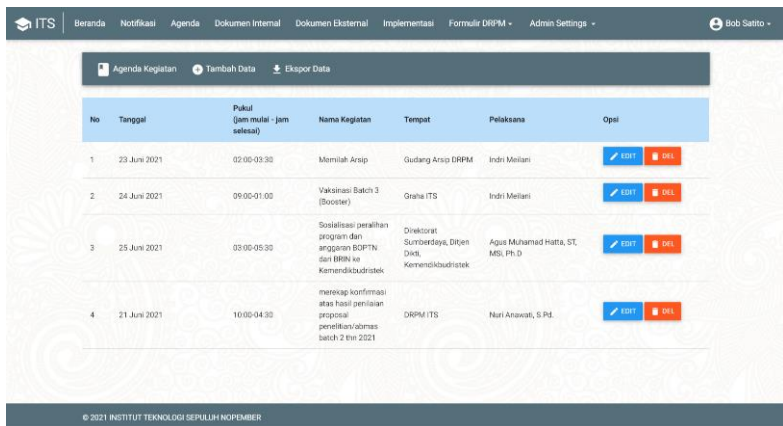 ITS Beranda Notifikasi Agenda Dokumen Internal Dokumen Eksternal Implementasi Formulir DRPM Admin Settings Bob Satito
Agenda Kegiatan Tambah Data Ekspor Data
No Tanggal Pukul (jam mulai - jam selesai) Nama Kegiatan Tempat Pelaksana Opsi
1 23 Juni 2021 02:00-03:30 Memilah Arsip Gudang Arsip DRPM Indri Meilani EDIT DEL
2 24 Juni 2021 09:00-01:00 Vaksinasi Batch 3 (Booster) Graha ITS Indri Meilani EDIT DEL
3 25 Juni 2021 03:00-05:30 Sosialisasi peralihan program dan anggaran BOPTN dari BRIN ke Kemendikbudristek Direktorat Sumberdaya, Ditjen Dikti, Kemendikbudristek Agus Muhamad Hatta, ST, MSi, Ph.D EDIT DEL
4 21 Juni 2021 10:00-04:30 merekap konfirmasi atas hasil penilaian proposal penelitian/abmas batch 2 thn 2021 DRPM ITS Nuri Anawati, S.Pd. EDIT DEL
© 2021 INSTITUT TEKNOLOGI SEPULUH NOPEMBER